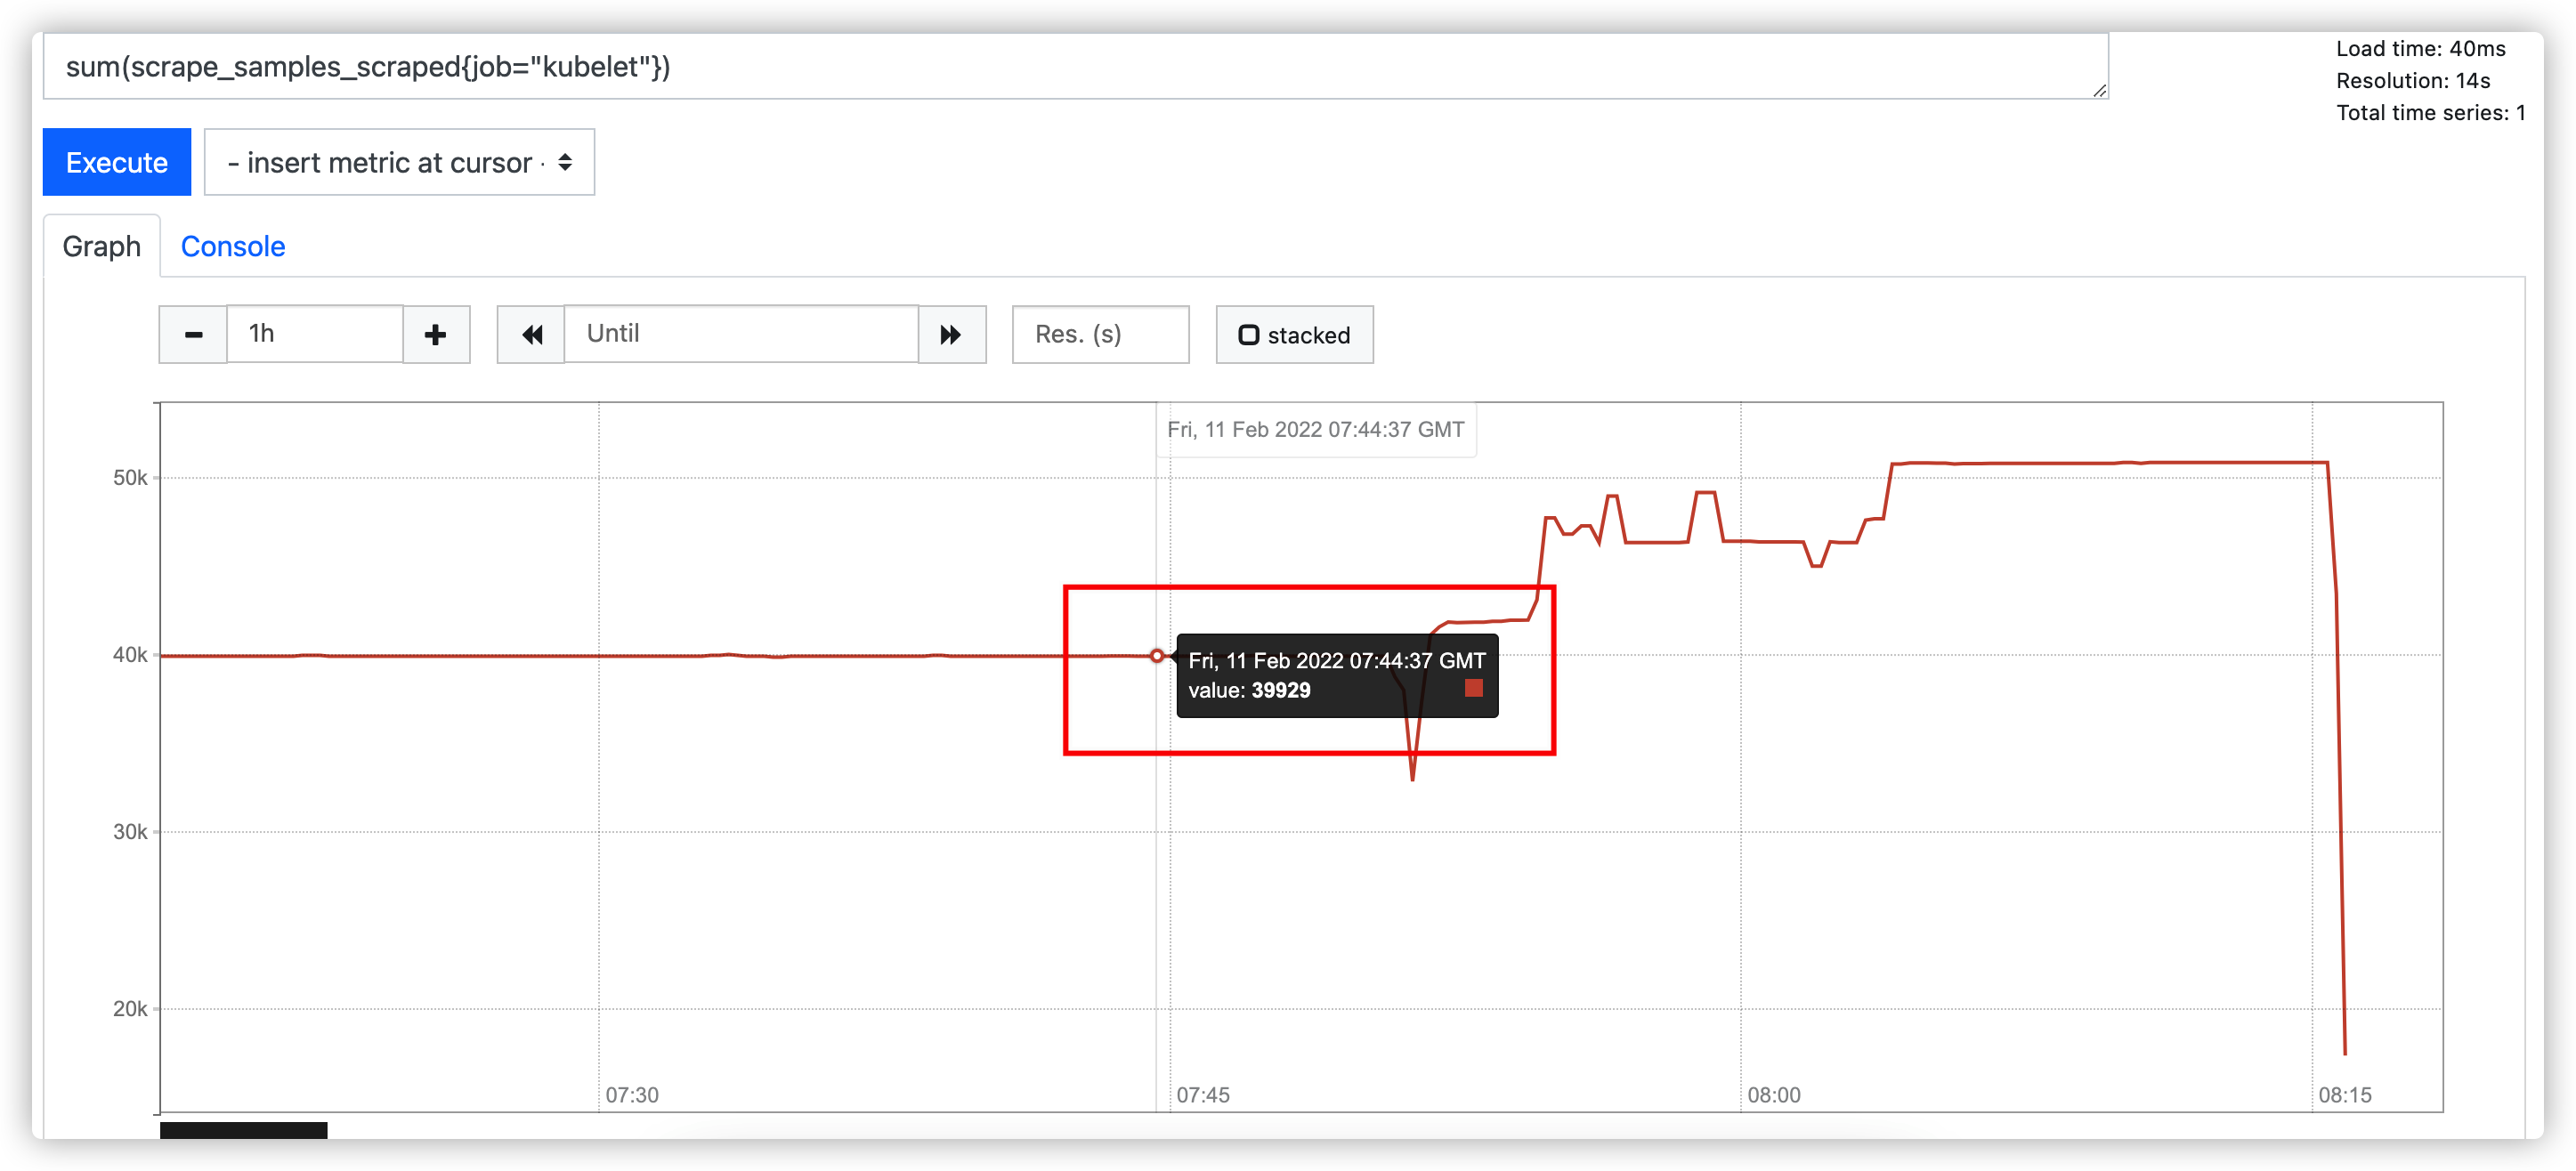 sum(scrape_samples_scraped{job="kubelet"})
Load time: 40ms
Resolution: 14s
Total time series: 1
Execute
- insert metric at cursor -
Graph
Console
1h
Until
Res. (s)
stacked
Fri, 11 Feb 2022 07:44:37 GMT
50k
40k
Fri, 11 Feb 2022 07:44:37 GMT
value: 39929
30k
20k
07:30
07:45
08:00
08:15